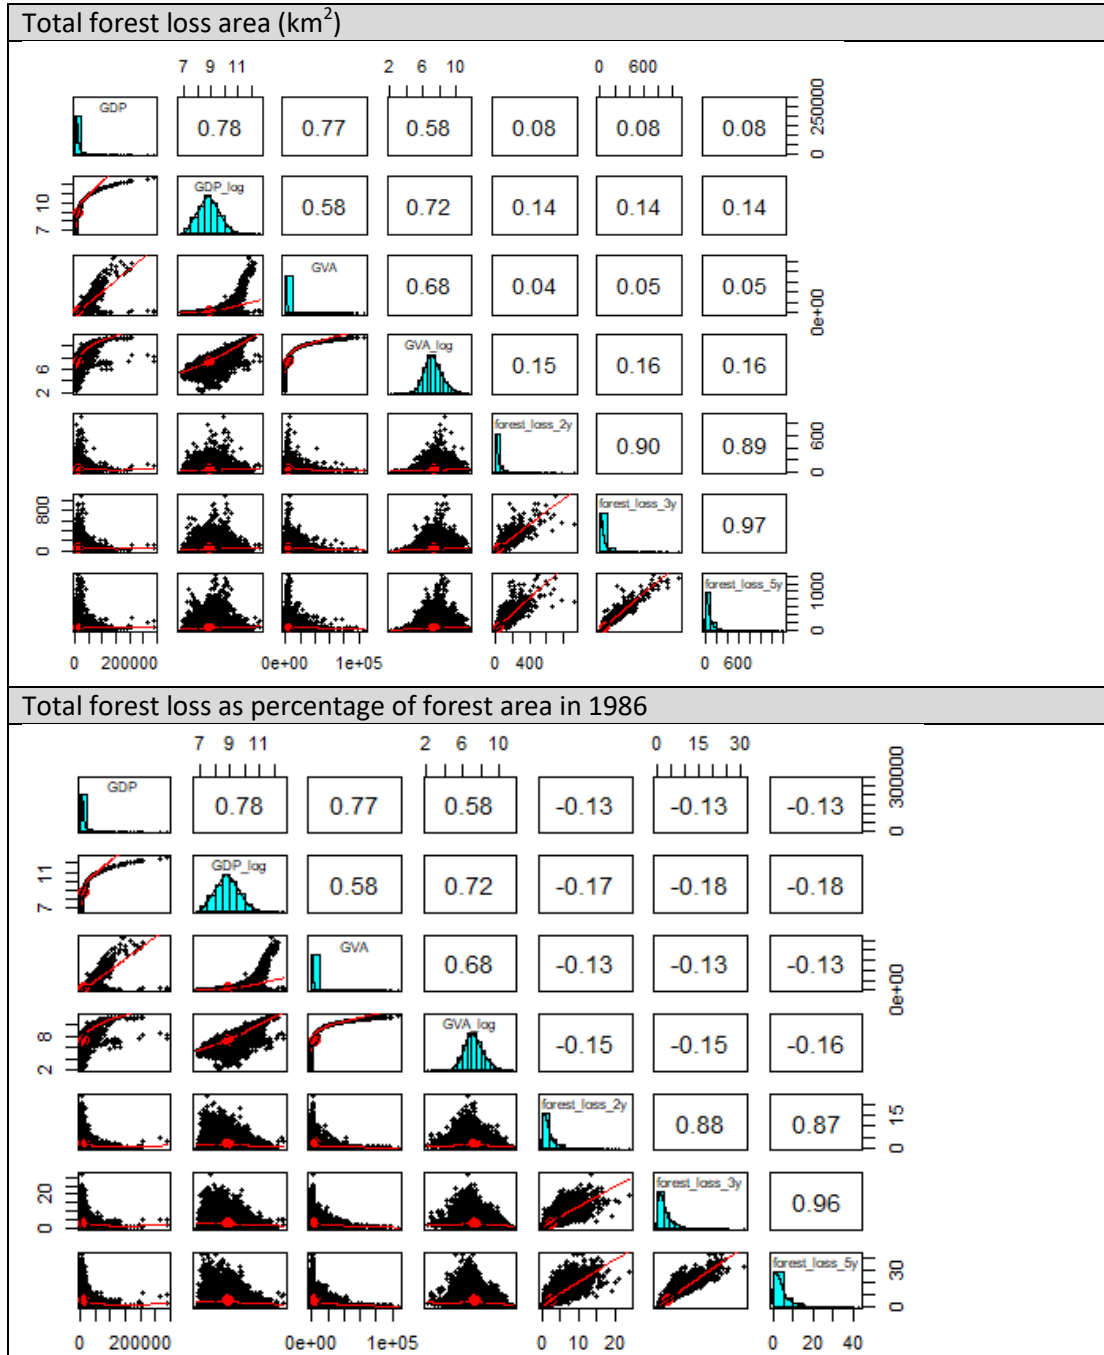 Total forest loss area (km²)
7 9 11 2 6 10 0 600
GDP 0.78 0.77 0.58 0.08 0.08 0.08 0 250000
7 10 GDP_log 0.58 0.72 0.14 0.14 0.14
GVA 0.68 0.04 0.05 0.05 0e+00
2 6 GVA_log 0.15 0.16 0.16
forest_loss_2y 0.90 0.89 0 600
0 800 forest_loss_3y 0.97
forest_loss_5y 0 1000
0 200000 0e+00 1e+05 0 400 0 600
Total forest loss as percentage of forest area in 1986
7 9 11 2 6 10 0 15 30
GDP 0.78 0.77 0.58 -0.13 -0.13 -0.13 0 300000
7 11 GDP_log 0.58 0.72 -0.17 -0.18 -0.18
GVA 0.68 -0.13 -0.13 -0.13 0e+00
2 8 GVA_log -0.15 -0.15 -0.16
forest_loss_2y 0.88 0.87 0 15
0 20 forest_loss_3y 0.96
forest_loss_5y 0 30
0 200000 0e+00 1e+05 0 10 20 0 20 40